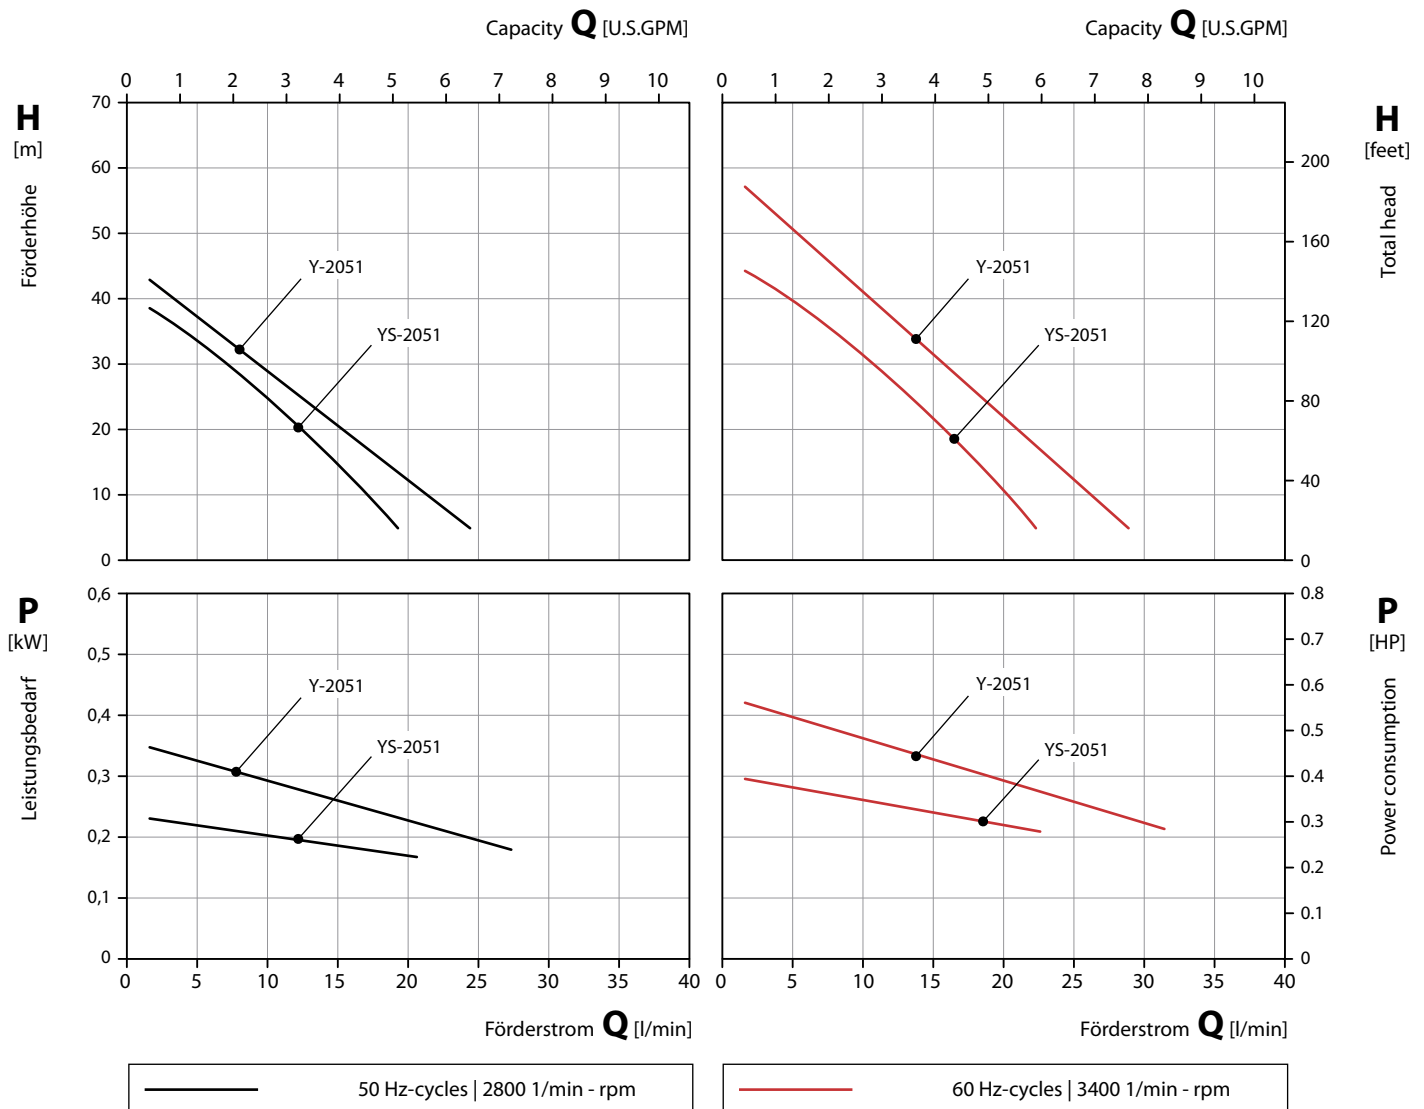 Capacity Q [U.S.GPM]
Capacity Q [U.S.GPM]
0 1 2 3 4 5 6 7 8 9 10
0 1 2 3 4 5 6 7 8 9 10
H
[m]
Förderhöhe
70
60
50
40
30
20
10
0
Y-2051
YS-2051
Y-2051
YS-2051
H
[feet]
Total head
200
160
120
80
40
0
P
[kW]
Leistungsbedarf
0,6
0,5
0,4
0,3
0,2
0,1
0
Y-2051
YS-2051
Y-2051
YS-2051
P
[HP]
Power consumption
0.8
0.7
0.6
0.5
0.4
0.3
0.2
0.1
0
0 5 10 15 20 25 30 35 40
0 5 10 15 20 25 30 35 40
Förderstrom Q [l/min]
Förderstrom Q [l/min]
50 Hz-cycles | 2800 1/min - rpm
60 Hz-cycles | 3400 1/min - rpm